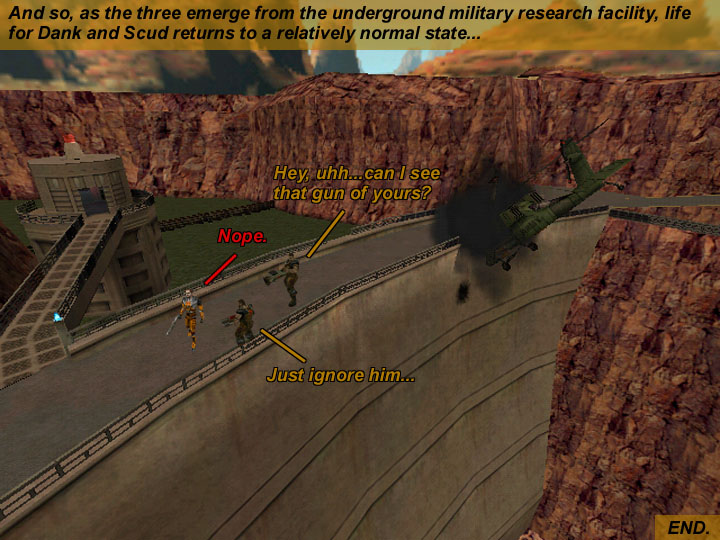 And so, as the three emerge from the underground military research facility, life
for Dank and Scud returns to a relatively normal state...
Hey, uhh...can I see
that gun of yours?
Nope.
Just ignore him...
END.